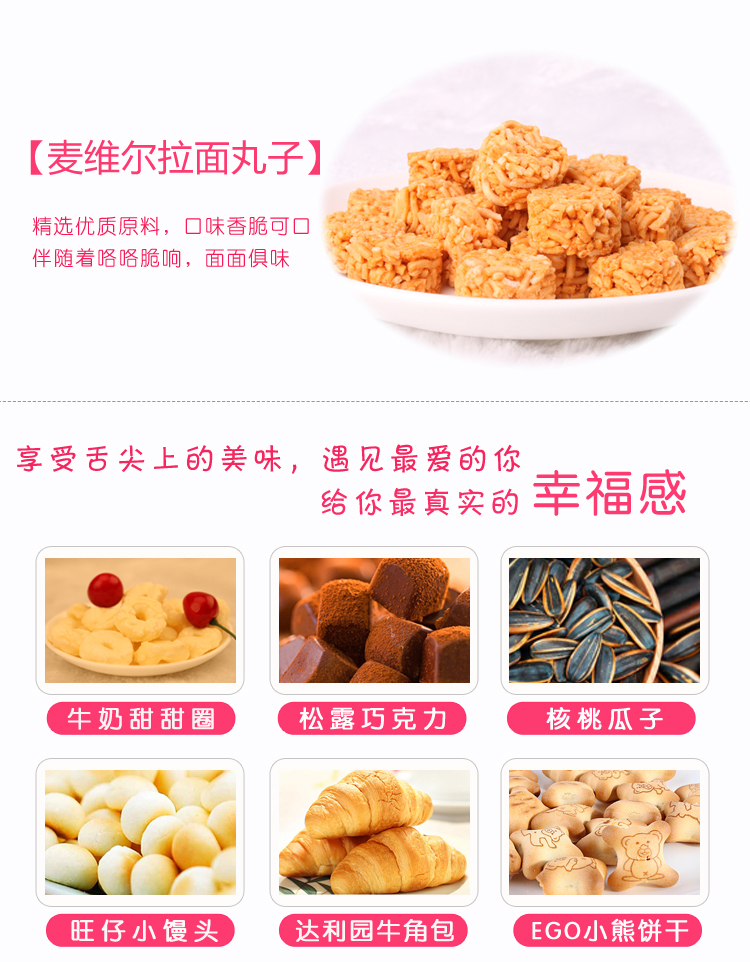 【麦维尔拉面丸子】
精选优质原料，口味香脆可口
伴随着咯咯脆响，面面俱味
享受舌尖上的美味，遇见最爱的你
给你最真实的 幸福感
牛奶甜甜圈
松露巧克力
核桃瓜子
旺仔小馒头
达利园牛角包
EGO小熊饼干